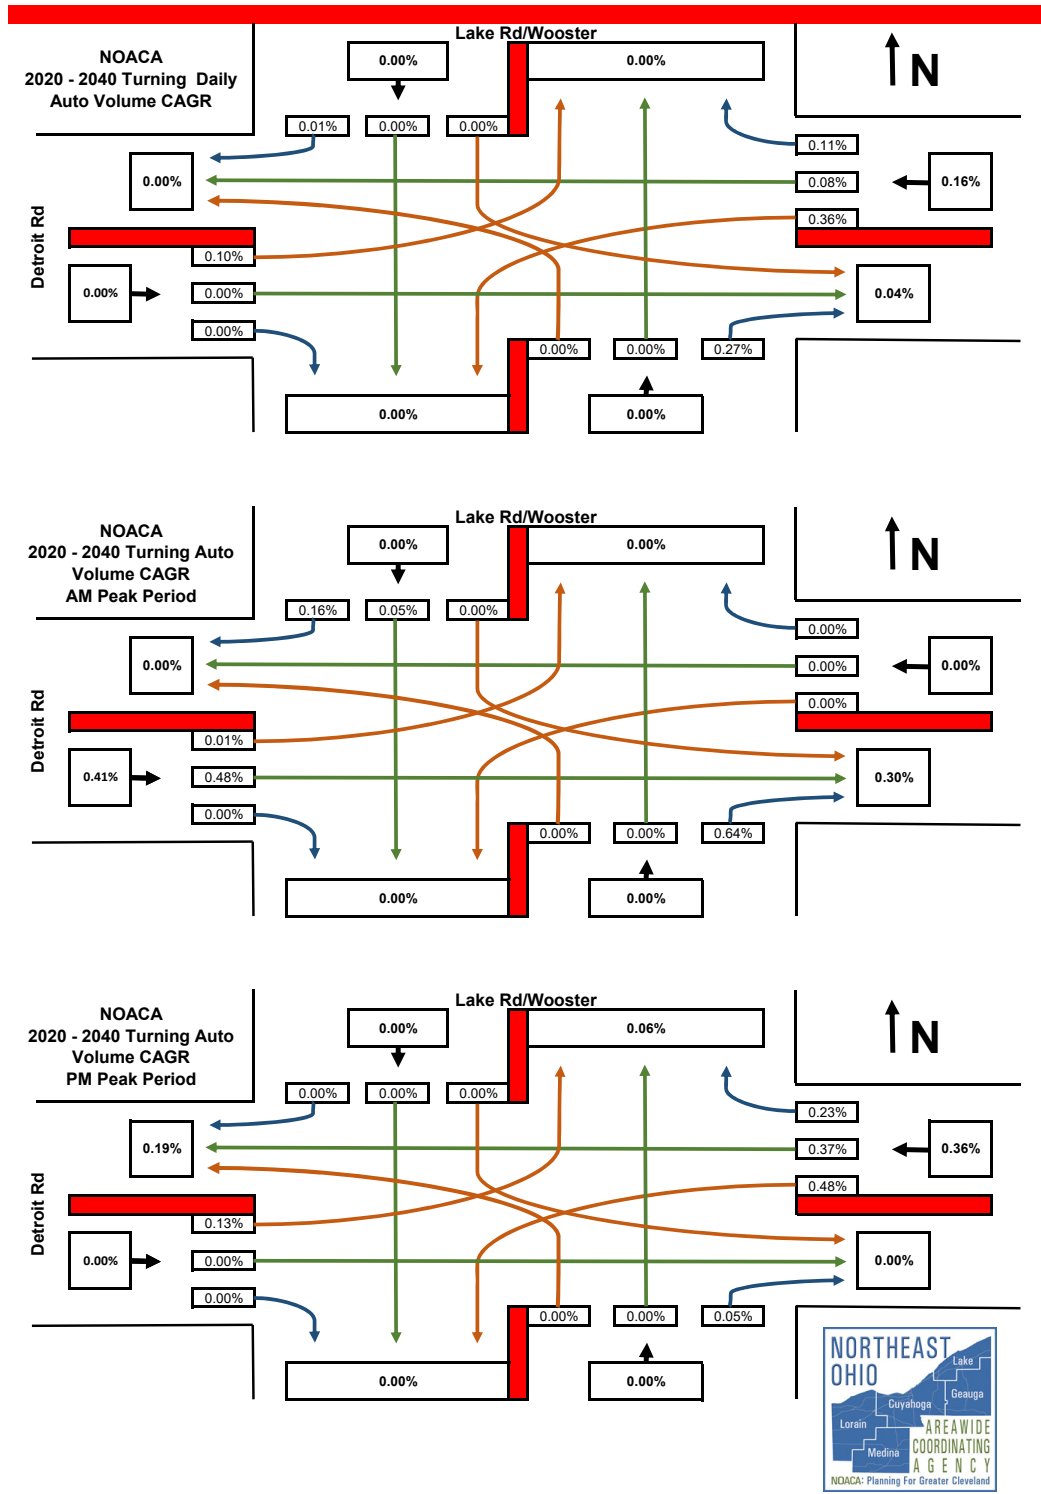 Lake Rd/Wooster
NOACA
2020 - 2040 Turning Daily
Auto Volume CAGR
0.00%
0.00%
N
0.01%
0.00%
0.00%
0.11%
0.00%
0.08%
0.16%
0.36%
Detroit Rd
0.10%
0.00%
0.00%
0.04%
0.00%
0.00%
0.00%
0.27%
0.00%
0.00%
Lake Rd/Wooster
NOACA
2020 - 2040 Turning Auto
Volume CAGR
AM Peak Period
0.00%
0.00%
N
0.16%
0.05%
0.00%
0.00%
0.00%
0.00%
0.00%
0.00%
Detroit Rd
0.01%
0.41%
0.48%
0.30%
0.00%
0.00%
0.00%
0.64%
0.00%
0.00%
Lake Rd/Wooster
NOACA
2020 - 2040 Turning Auto
Volume CAGR
PM Peak Period
0.00%
0.06%
N
0.00%
0.00%
0.00%
0.23%
0.19%
0.37%
0.36%
0.48%
Detroit Rd
0.13%
0.00%
0.00%
0.00%
0.00%
0.00%
0.00%
0.05%
0.00%
0.00%
NORTHEAST
OHIO
Lake
Geauga
Cuyahoga
Lorain
Medina
AREAWIDE
COORDINATING
AGENCY
NOACA: Planning For Greater Cleveland